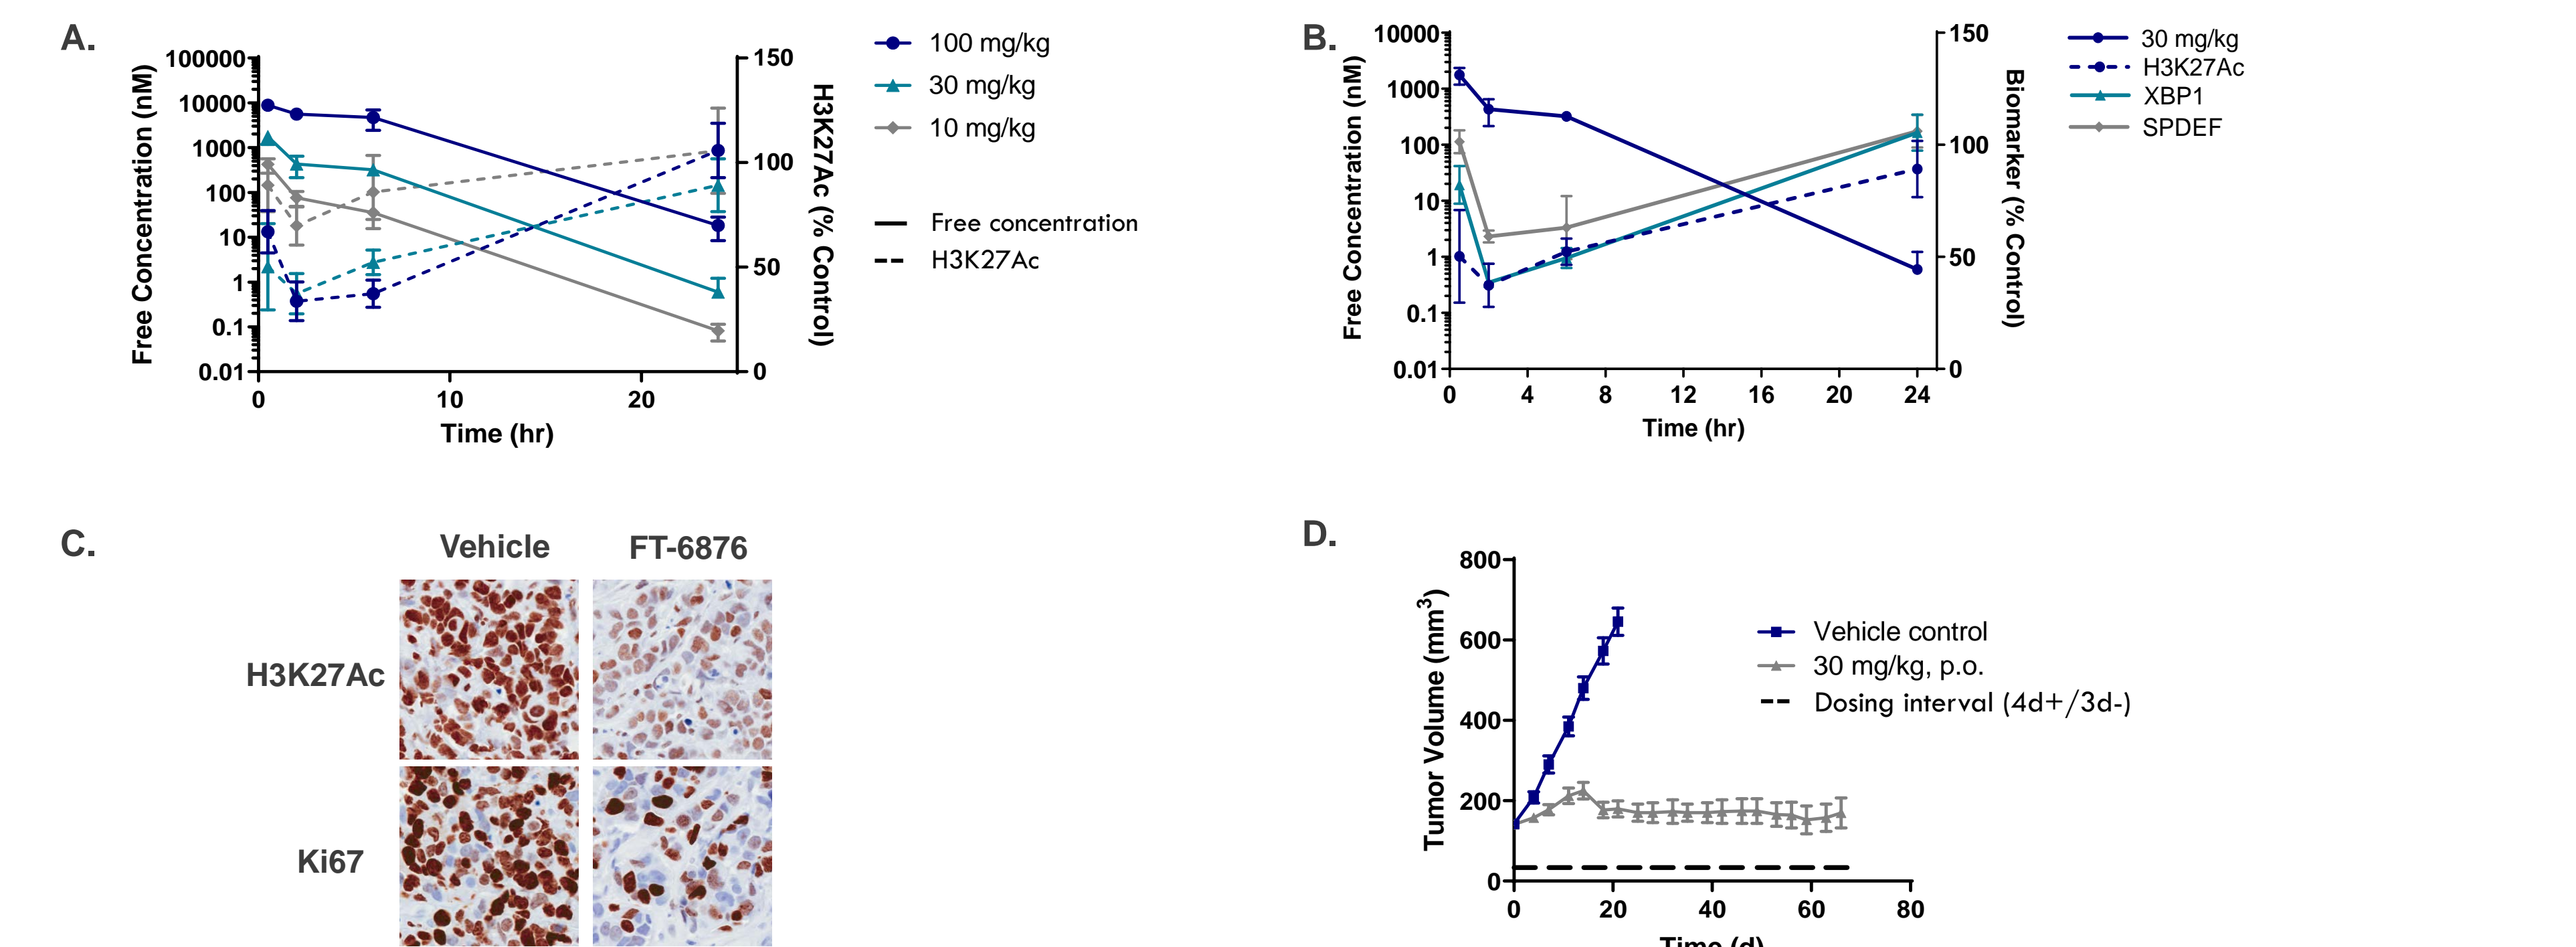 A.
100000
10000
1000
100
10
1
0.1
0.01
Free Concentration (nM)
150
100
50
0
H3K27Ac (% Control)
0
10
20
Time (hr)
100 mg/kg
30 mg/kg
10 mg/kg
Free concentration
H3K27Ac
B.
10000
1000
100
10
1
0.1
0.01
Free Concentration (nM)
150
100
50
0
Biomarker (% Control)
0
4
8
12
16
20
24
Time (hr)
30 mg/kg
H3K27Ac
XBP1
SPDEF
C.
Vehicle
FT-6876
H3K27Ac
Ki67
D.
800
600
400
200
0
Tumor Volume (mm³)
0
20
40
60
80
Time (d)
Vehicle control
30 mg/kg, p.o.
Dosing interval (4d+/3d-)